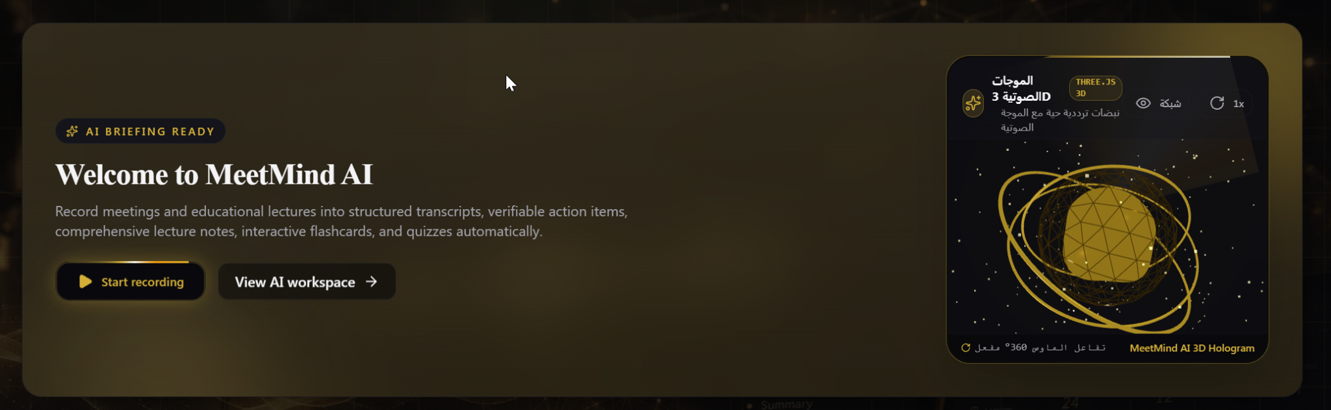 AI BRIEFING READY
Welcome to MeetMind AI
Record meetings and educational lectures into structured transcripts, verifiable action items,
comprehensive lecture notes, interactive flashcards, and quizzes automatically.
Start recording
View AI workspace
الموجات
الصوتية 3D
THREE.JS
3D
نبضات ترددية حية مع الموجة
الصوتية
شبكة
1x
تفاعل الماوس 360° مفعل
MeetMind AI 3D Hologram
Summary
24
12